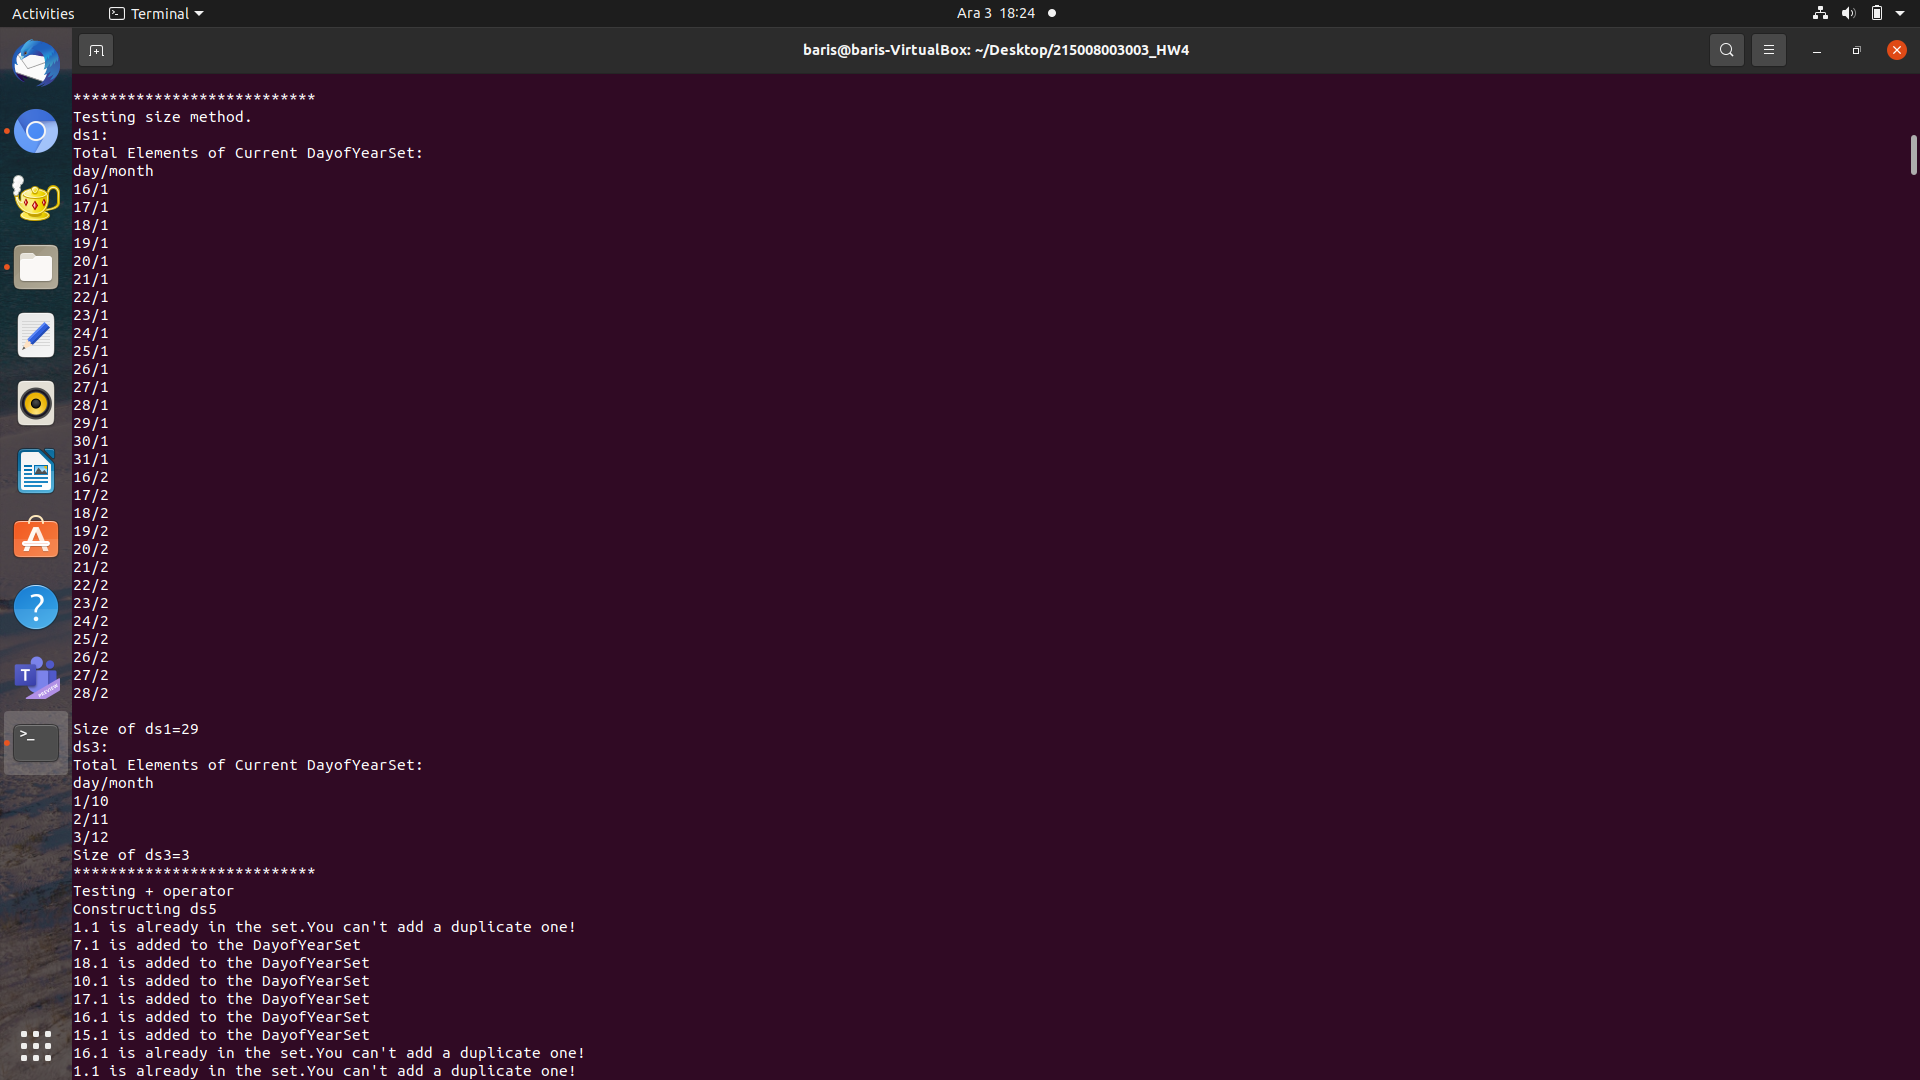 Activities
Terminal
Ara 3 18:24
baris@baris-VirtualBox: ~/Desktop/215008003003_HW4
***************************
Testing size method.
ds1:
Total Elements of Current DayofYearSet:
day/month
16/1
17/1
18/1
19/1
20/1
21/1
22/1
23/1
24/1
25/1
26/1
27/1
28/1
29/1
30/1
31/1
16/2
17/2
18/2
19/2
20/2
21/2
22/2
23/2
24/2
25/2
26/2
27/2
28/2
Size of ds1=29
ds3:
Total Elements of Current DayofYearSet:
day/month
1/10
2/11
3/12
Size of ds3=3
***************************
Testing + operator
Constructing ds5
1.1 is already in the set.You can't add a duplicate one!
7.1 is added to the DayofYearSet
18.1 is added to the DayofYearSet
10.1 is added to the DayofYearSet
17.1 is added to the DayofYearSet
16.1 is added to the DayofYearSet
15.1 is added to the DayofYearSet
16.1 is already in the set.You can't add a duplicate one!
1.1 is already in the set.You can't add a duplicate one!